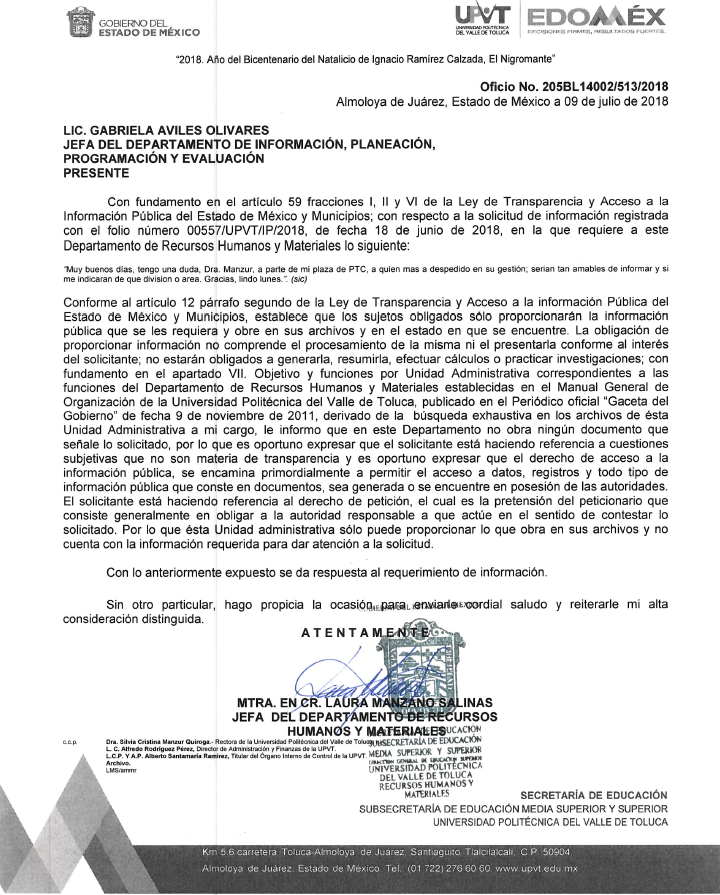 GOBIERNO DEL
ESTADO DE MÉXICO
UPVT
UNIVERSIDAD POLITÉCNICA
DEL VALLE DE TOLUCA
EDOMÉX
DECISIONES FIRMES, RESULTADOS FUERTES.
"2018. Año del Bicentenario del Natalicio de Ignacio Ramírez Calzada, El Nigromante"
Oficio No. 205BL14002/513/2018
Almoloya de Juárez, Estado de México a 09 de julio de 2018
LIC. GABRIELA AVILES OLIVARES
JEFA DEL DEPARTAMENTO DE INFORMACIÓN, PLANEACIÓN,
PROGRAMACIÓN Y EVALUACIÓN
PRESENTE
Con fundamento en el artículo 59 fracciones I, II y VI de la Ley de Transparencia y Acceso a la
Información Pública del Estado de México y Municipios; con respecto a la solicitud de información registrada
con el folio número 00557/UPVT/IP/2018, de fecha 18 de junio de 2018, en la que requiere a este
Departamento de Recursos Humanos y Materiales lo siguiente:
"Muy buenos días, tengo una duda, Dra. Manzur, a parte de mi plaza de PTC, a quien mas a despedido en su gestión; serian tan amables de informar y si
me indicaran de que division o area. Gracias, lindo lunes.". (sic)
Conforme al artículo 12 párrafo segundo de la Ley de Transparencia y Acceso a la información Pública del
Estado de México y Municipios, establece que los sujetos obligados sólo proporcionarán la información
pública que se les requiera y obre en sus archivos y en el estado en que se encuentre. La obligación de
proporcionar información no comprende el procesamiento de la misma ni el presentarla conforme al interés
del solicitante; no estarán obligados a generarla, resumirla, efectuar cálculos o practicar investigaciones; con
fundamento en el apartado VII. Objetivo y funciones por Unidad Administrativa correspondientes a las
funciones del Departamento de Recursos Humanos y Materiales establecidas en el Manual General de
Organización de la Universidad Politécnica del Valle de Toluca, publicado en el Periódico oficial "Gaceta del
Gobierno" de fecha 9 de noviembre de 2011, derivado de la búsqueda exhaustiva en los archivos de ésta
Unidad Administrativa a mi cargo, le informo que en este Departamento no obra ningún documento que
señale lo solicitado, por lo que es oportuno expresar que el solicitante está haciendo referencia a cuestiones
subjetivas que no son materia de transparencia y es oportuno expresar que el derecho de acceso a la
información pública, se encamina primordialmente a permitir el acceso a datos, registros y todo tipo de
información pública que conste en documentos, sea generada o se encuentre en posesión de las autoridades.
El solicitante está haciendo referencia al derecho de petición, el cual es la pretensión del peticionario que
consiste generalmente en obligar a la autoridad responsable a que actúe en el sentido de contestar lo
solicitado. Por lo que ésta Unidad administrativa sólo puede proporcionar lo que obra en sus archivos y no
cuenta con la información requerida para dar atención a la solicitud.
Con lo anteriormente expuesto se da respuesta al requerimiento de información.
Sin otro particular, hago propicia la ocasión para enviarle cordial saludo y reiterarle mi alta
consideración distinguida.
A T E N T A M E N T E
MTRA. EN CR. LAURA MANZANO SALINAS
JEFA DEL DEPARTAMENTO DE RECURSOS
HUMANOS Y MATERIALES
c.c.p. Dra. Silvia Cristina Manzur Quiroga.- Rectora de la Universidad Politécnica del Valle de Toluca
L. C. Alfredo Rodríguez Pérez, Director de Administración y Finanzas de la UPVT.
L.C.P. Y A.P. Alberto Santamaría Ramírez, Titular del Órgano Interno de Control de la UPVT.
Archivo.
LMS/ammr
SUBSECRETARÍA DE EDUCACIÓN
MEDIA SUPERIOR Y SUPERIOR
DIRECCIÓN GENERAL DE EDUCACIÓN SUPERIOR
UNIVERSIDAD POLITÉCNICA
DEL VALLE DE TOLUCA
RECURSOS HUMANOS Y
MATERIALES
SECRETARÍA DE EDUCACIÓN
SUBSECRETARÍA DE EDUCACIÓN MEDIA SUPERIOR Y SUPERIOR
UNIVERSIDAD POLITÉCNICA DEL VALLE DE TOLUCA
Km 5.6 carretera Toluca-Almoloya de Juárez, Santiaguito Tlalcilalcali, C.P. 50904,
Almoloya de Juárez, Estado de México Tel. (01 722) 276 60 60 www.upvt.edu.mx